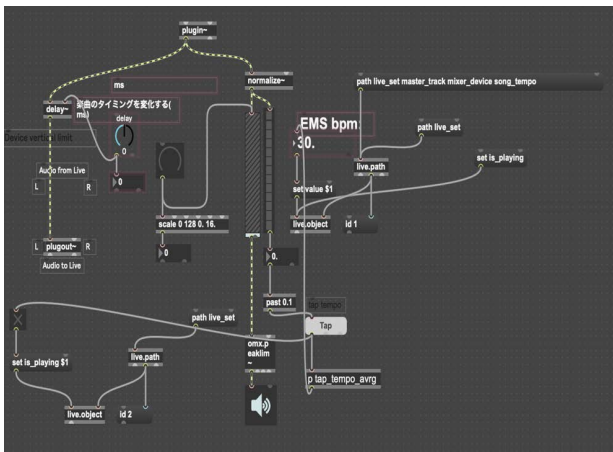 plugin~
normalize~
path live_set master_track mixer_device song_tempo
ms
delay~
楽曲のタイミングを変化する(
ms)
delay
0
0
Device vertical limit
EMS bpm:
30.
path live_set
set is_playing
live.path
Audio from Live
L
R
set value $1
scale 0 128 0. 16.
live.object
id 1
0
0.
L
plugout~
R
Audio to Live
past 0.1
tap tempo
Tap
path live_set
X
set is_playing $1
live.path
omx.p
eaklim
~
p tap_tempo_avrg
live.object
id 2